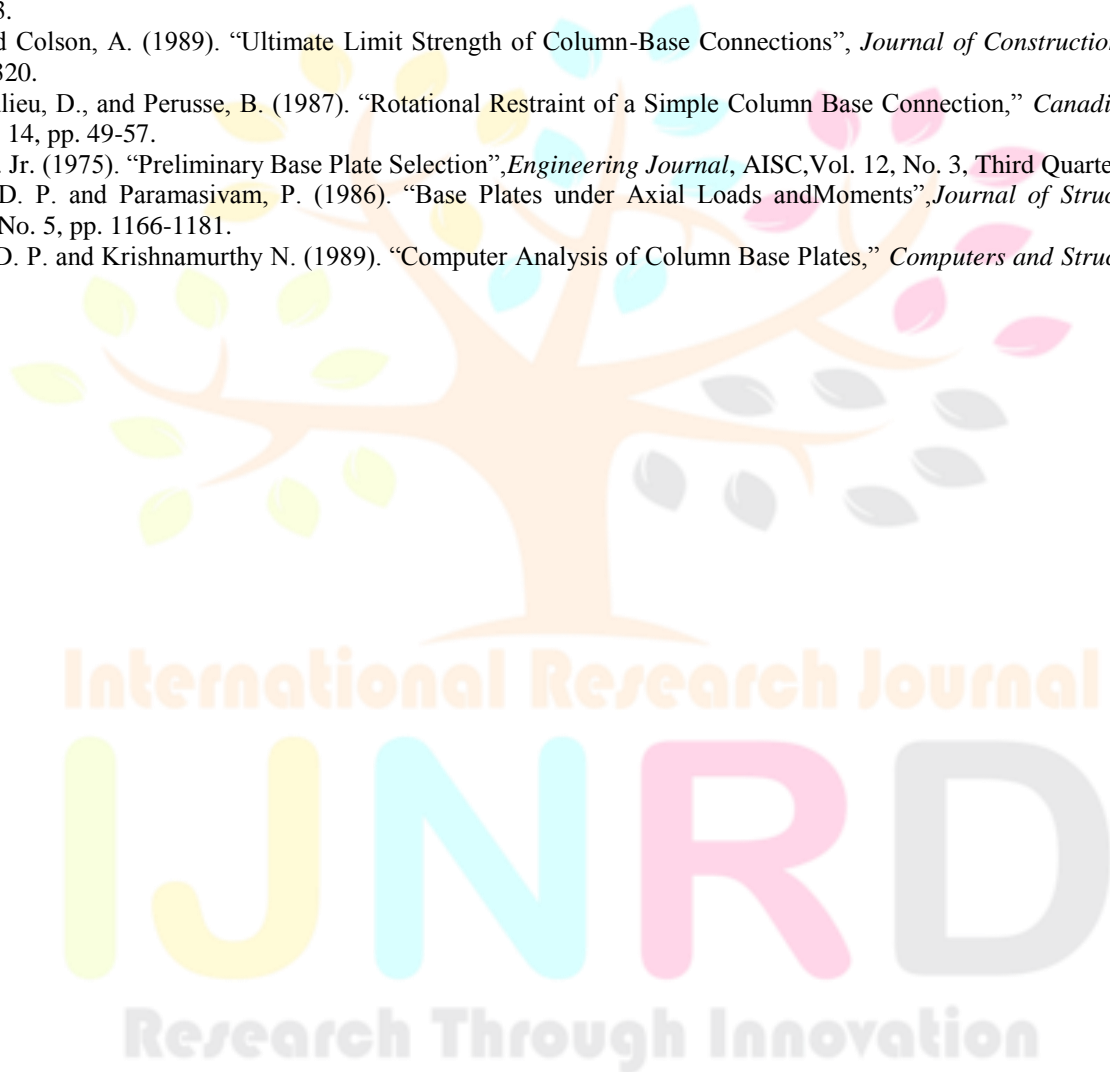 3.
d Colson, A. (1989). “Ultimate Limit Strength of Column-Base Connections”, Journal of Construction
320.
lieu, D., and Perusse, B. (1987). “Rotational Restraint of a Simple Column Base Connection,” Canadi
14, pp. 49-57.
. Jr. (1975). “Preliminary Base Plate Selection”,Engineering Journal, AISC,Vol. 12, No. 3, Third Quarte
D. P. and Paramasivam, P. (1986). “Base Plates under Axial Loads andMoments”,Journal of Struc
No. 5, pp. 1166-1181.
D. P. and Krishnamurthy N. (1989). “Computer Analysis of Column Base Plates,” Computers and Struc
International Research Journal
IJNRD
Research Through Innovation